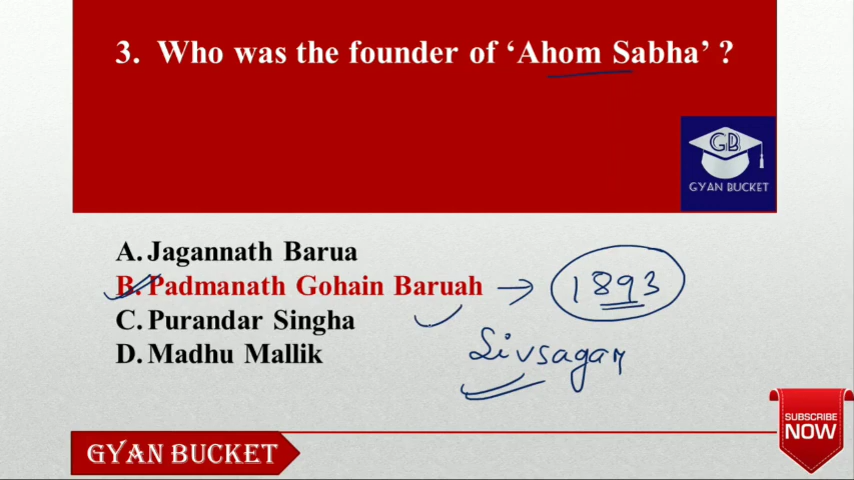 3. Who was the founder of ‘Ahom Sabha’ ?
GB
GYAN BUCKET
A. Jagannath Barua
B. Padmanath Gohain Baruah → 1893
C. Purandar Singha
Sivsagar
D. Madhu Mallik
SUBSCRIBE
NOW
GYAN BUCKET